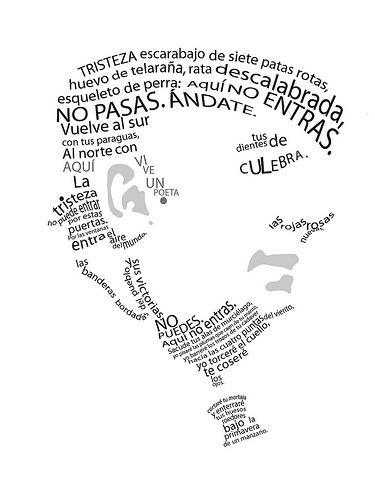 TRISTEZA escarabajo de siete patas rotas,
huevo de telaraña, rata descalabrada,
esqueleto de perra: Aquí NO ENTRAS.
NO PASAS. ÁNDATE.
Vuelve al sur
con tus paraguas,
Al norte con
tus
dientes de
CULEBRA.
AQUÍ
VI
VE
UN
POETA
La
tristeza
no puede entrar
por estas
puertas.
Por las ventanas
entra el
aire
del mundo.
las
rojas rosas
nuevas,
las
banderas bordadas
del pueblo y
sus victorias.
NO
PUEDES.
Aquí no entras.
Sacude tus alas de murciélago,
yo pisaré las plumas que caen de tu manto,
yo barreré los trozos de tu cadáver
hacia las cuatro puntas del viento,
yo torceré el cuello,
te coseré
los
ojos,
cortaré tu mortaja
y enterraré
tus huesos
roedores
bajo la
primavera
de un manzano.